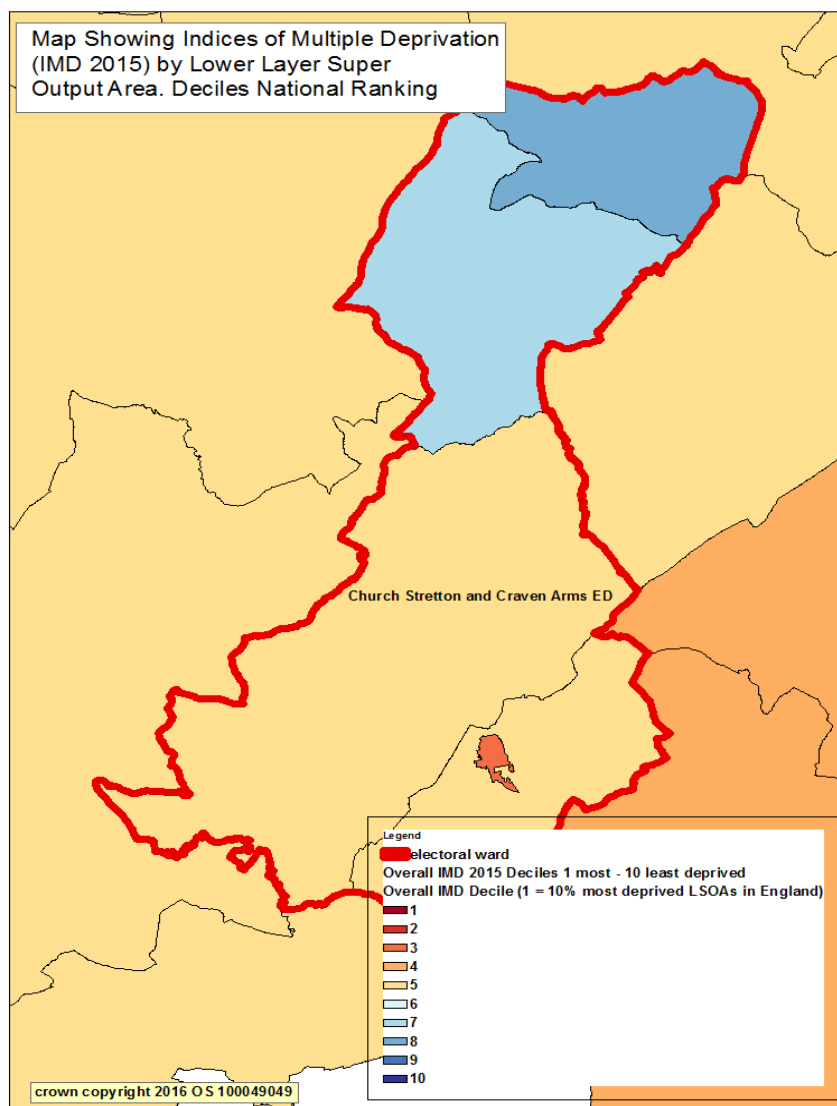 Map Showing Indices of Multiple Deprivation
(IMD 2015) by Lower Layer Super
Output Area. Deciles National Ranking
Church Stretton and Craven Arms ED
Legend
electoral ward
Overall IMD 2015 Deciles 1 most - 10 least deprived
Overall IMD Decile (1 = 10% most deprived LSOAs in England)
1
2
3
4
5
6
7
8
9
10
crown copyright 2016 OS 100049049